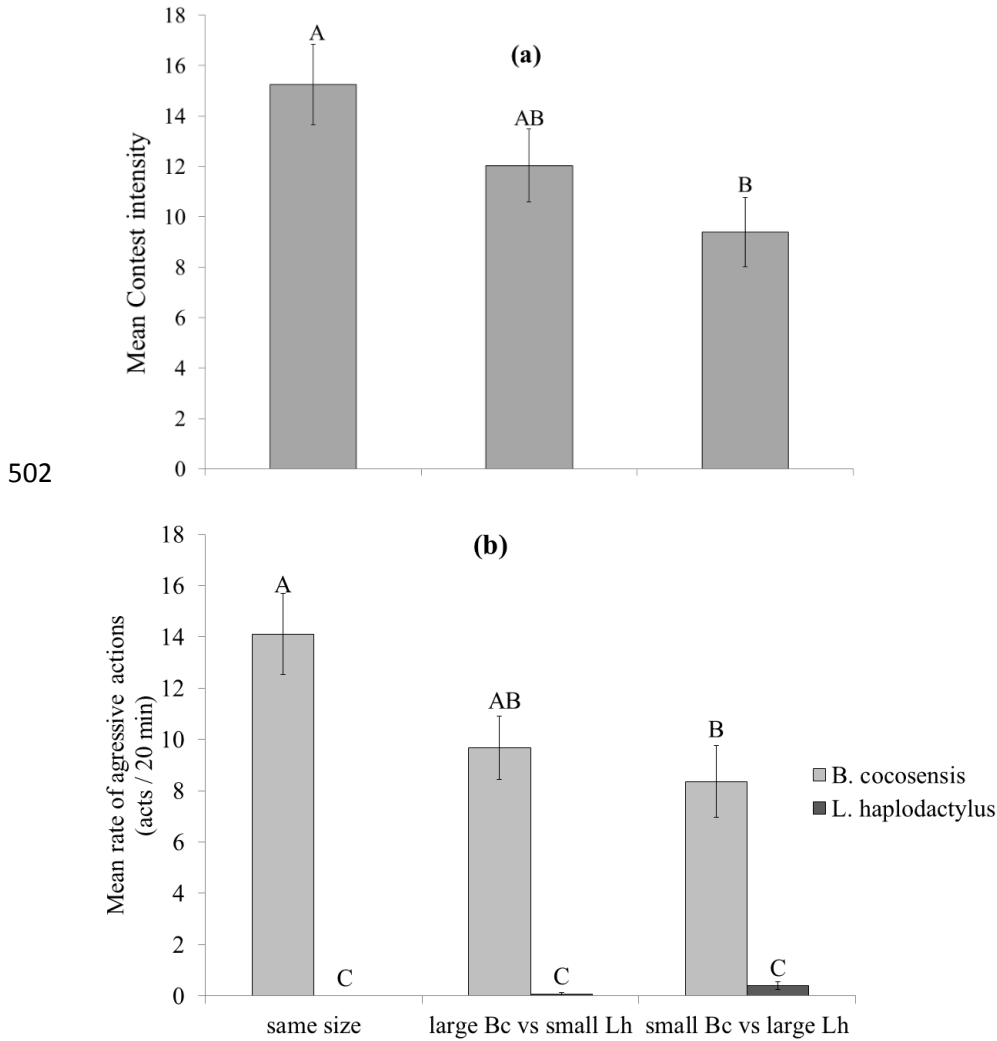 18
16
14
12
10
8
6
4
2
0
Mean Contest intensity
(a)
A
AB
B
502
18
16
14
12
10
8
6
4
2
0
Mean rate of agressive actions
(acts / 20 min)
(b)
A
C
AB
C
B
C
B. cocosensis
L. haplodactylus
same size
large Bc vs small Lh
small Bc vs large Lh